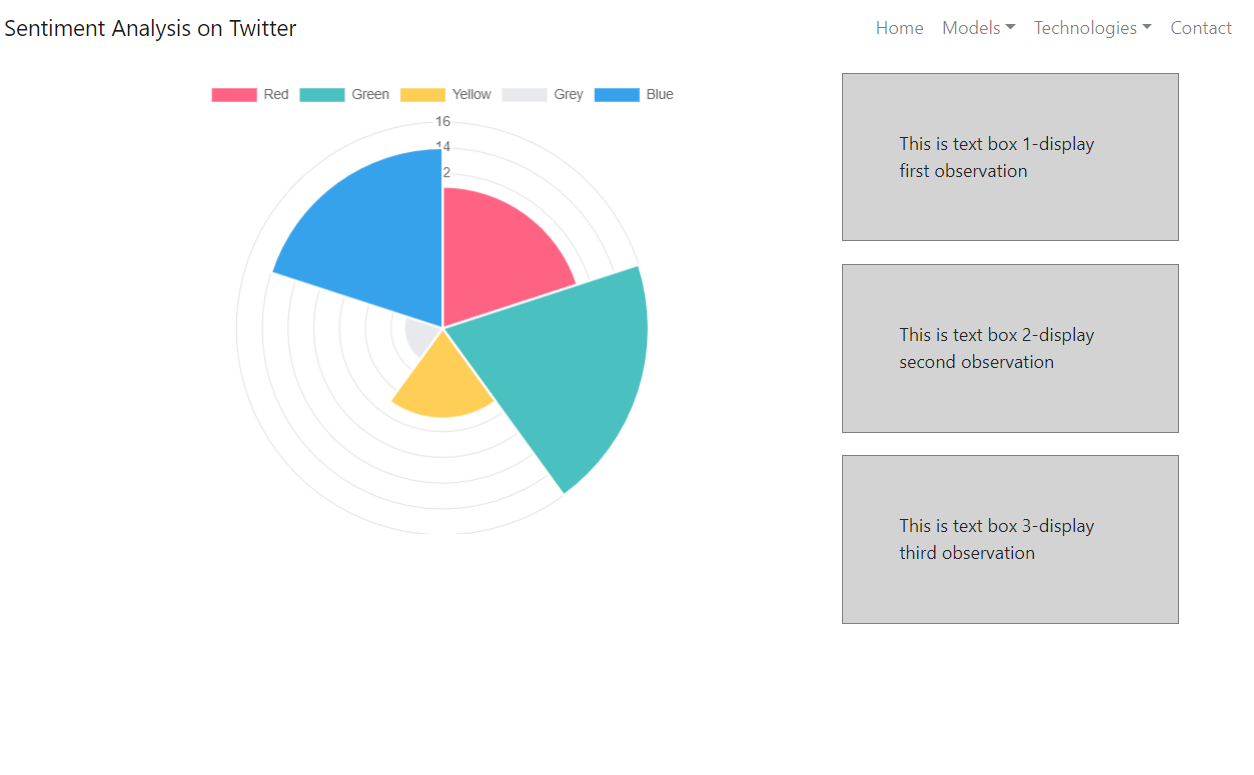 Sentiment Analysis on Twitter
Home Models Technologies Contact
Red Green Yellow Grey Blue
16
14
2
This is text box 1-display
first observation
This is text box 2-display
second observation
This is text box 3-display
third observation